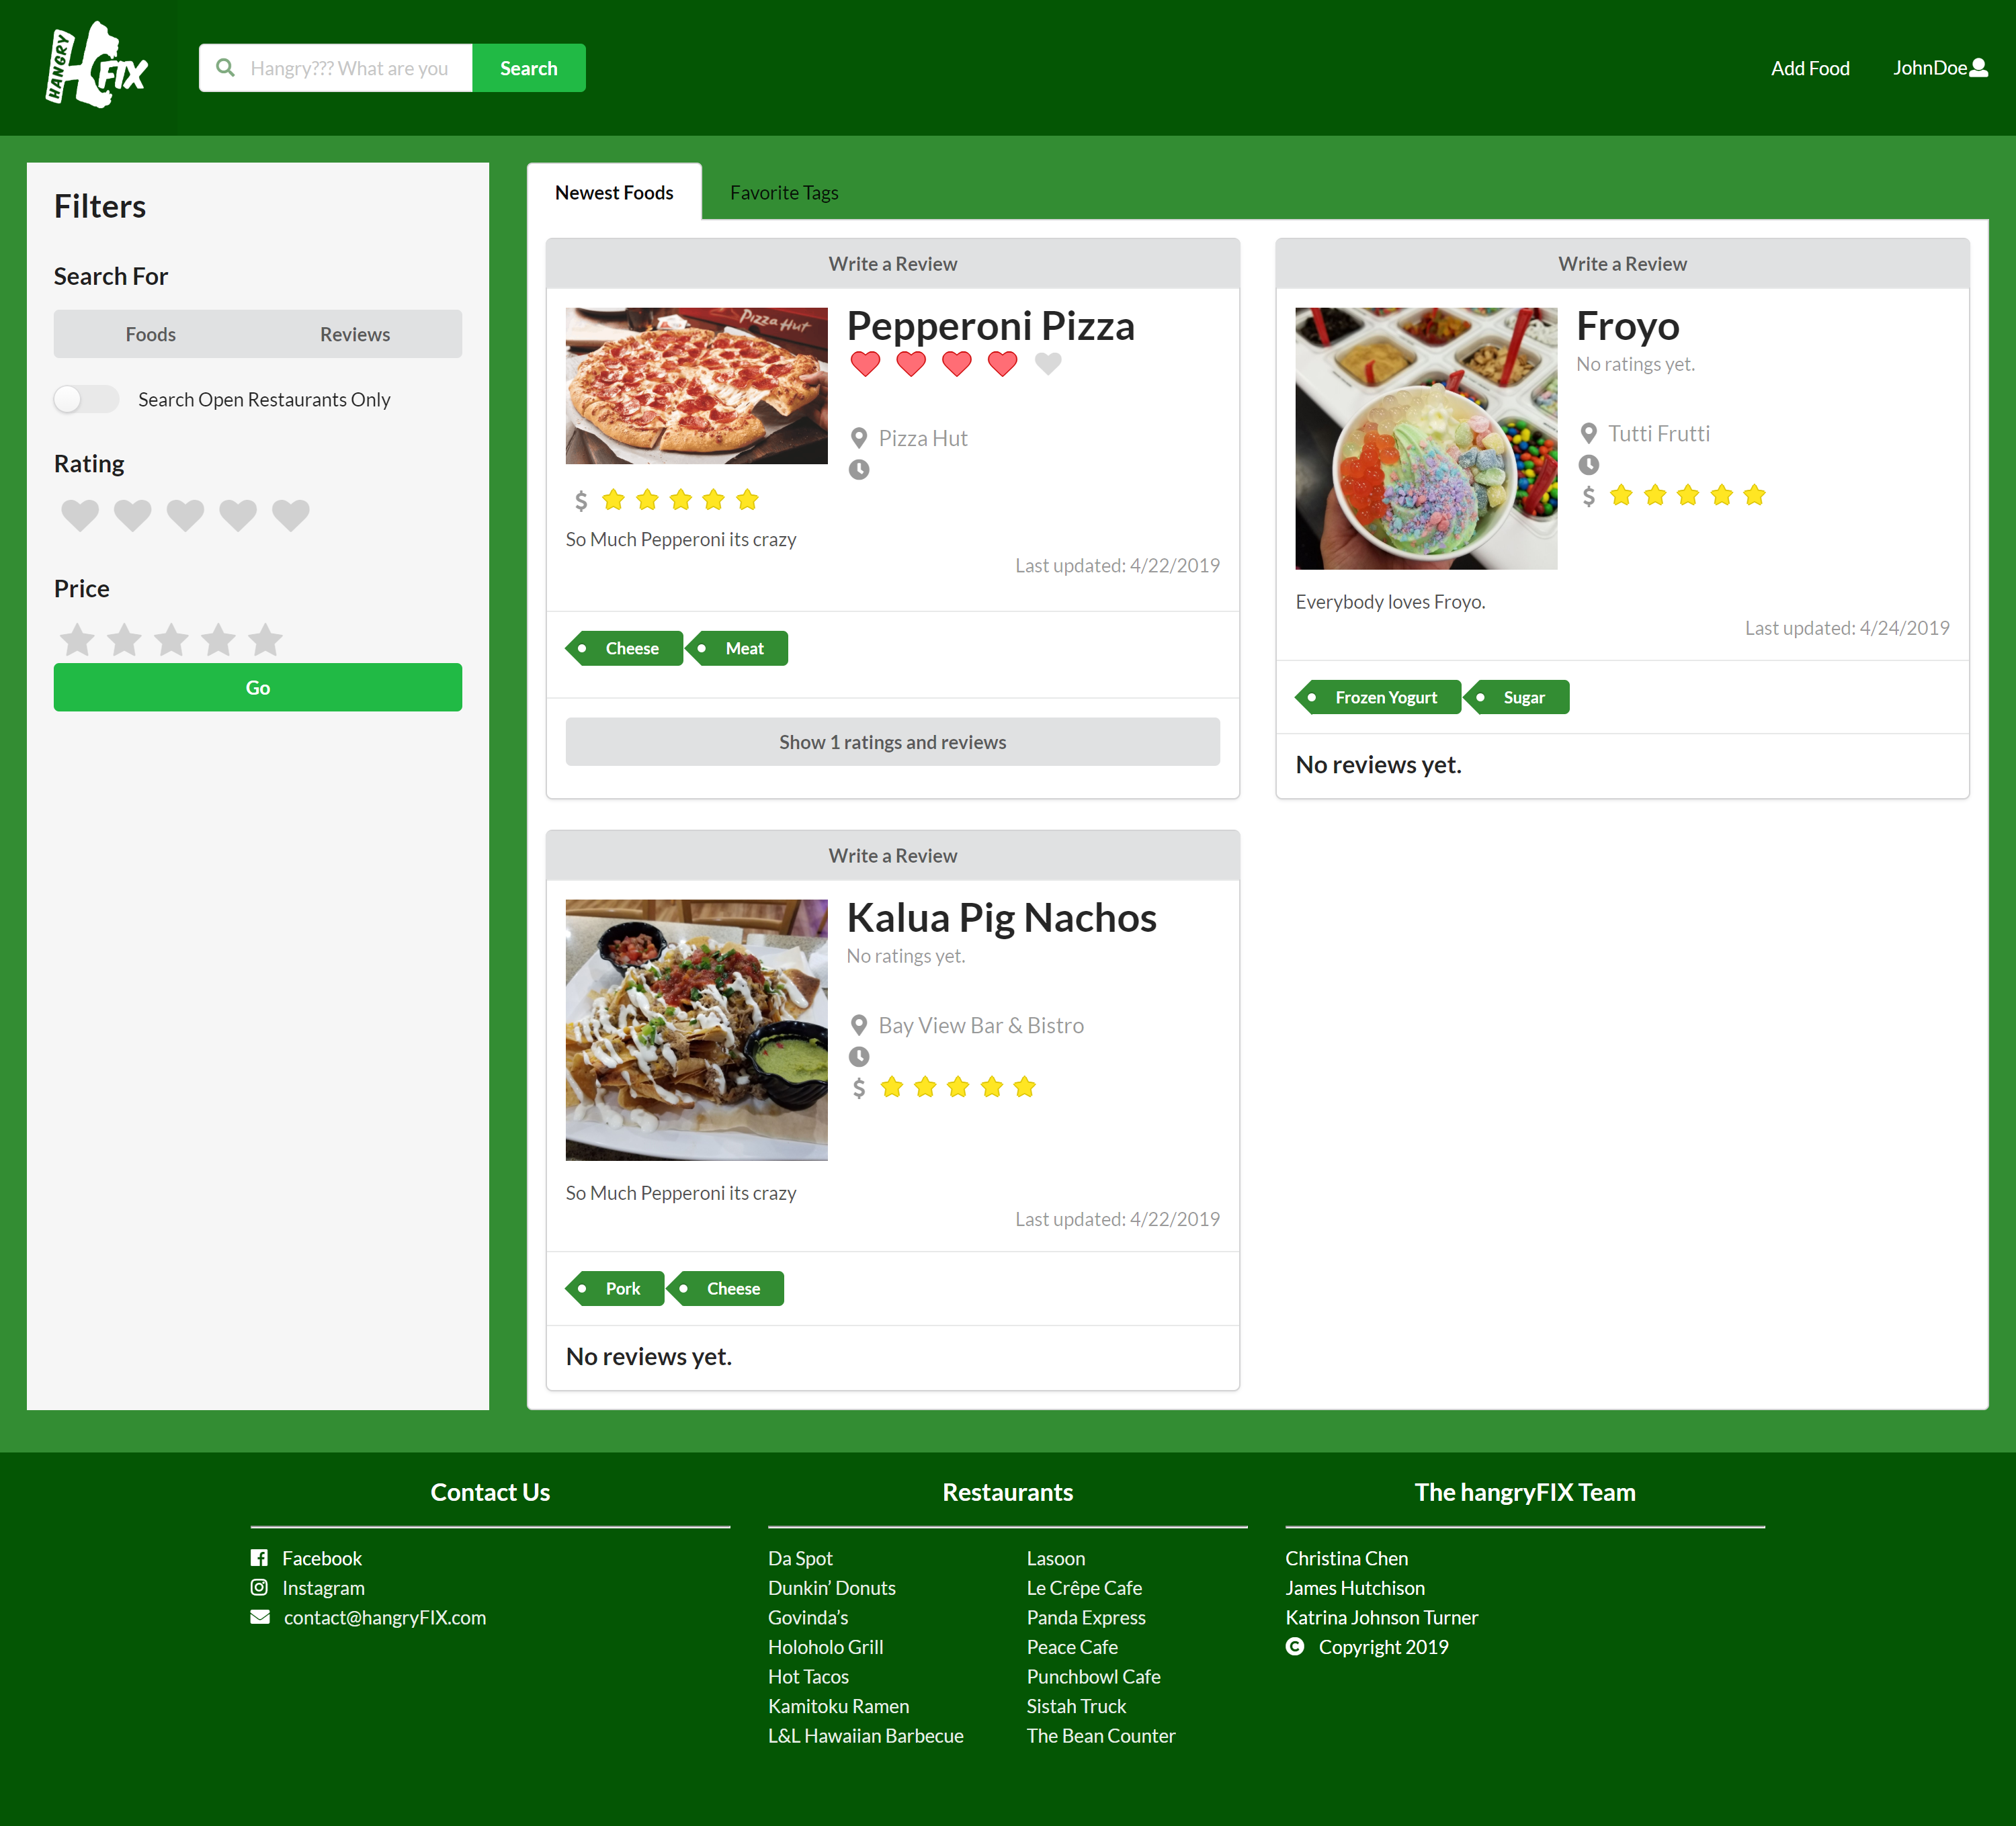 HANGRY
FIX
Hangry??? What are you
Search
Add Food
JohnDoe
Filters
Search For
Foods
Reviews
Search Open Restaurants Only
Rating
Price
Go
Newest Foods
Favorite Tags
Write a Review
Pizza Hut
Pepperoni Pizza
Pizza Hut
$
So Much Pepperoni its crazy
Last updated: 4/22/2019
Cheese
Meat
Show 1 ratings and reviews
Write a Review
Froyo
No ratings yet.
Tutti Frutti
$
Everybody loves Froyo.
Last updated: 4/24/2019
Frozen Yogurt
Sugar
No reviews yet.
Write a Review
Kalua Pig Nachos
No ratings yet.
Bay View Bar & Bistro
$
So Much Pepperoni its crazy
Last updated: 4/22/2019
Pork
Cheese
No reviews yet.
Contact Us
Facebook
Instagram
contact@hangryFIX.com
Restaurants
Da Spot
Dunkin’ Donuts
Govinda’s
Holoholo Grill
Hot Tacos
Kamitoku Ramen
L&L Hawaiian Barbecue
Lasoon
Le Crêpe Cafe
Panda Express
Peace Cafe
Punchbowl Cafe
Sistah Truck
The Bean Counter
The hangryFIX Team
Christina Chen
James Hutchison
Katrina Johnson Turner
Copyright 2019